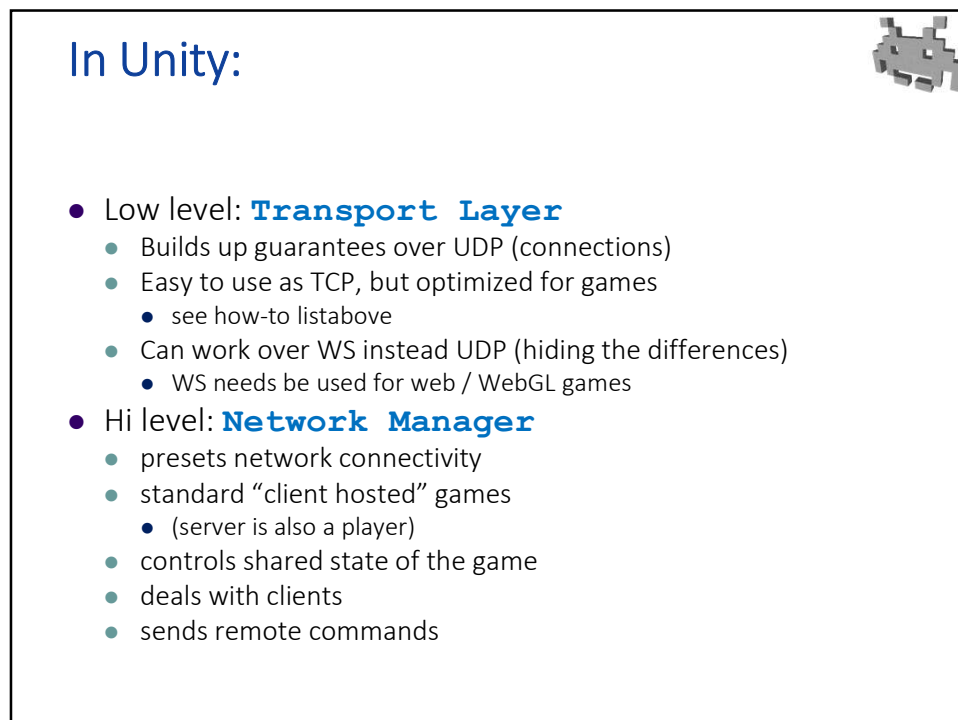 In Unity:
Low level: Transport Layer
Builds up guarantees over UDP (connections)
Easy to use as TCP, but optimized for games
see how-to listabove
Can work over WS instead UDP (hiding the differences)
WS needs be used for web / WebGL games
Hi level: Network Manager
presets network connectivity
standard “client hosted” games
(server is also a player)
controls shared state of the game
deals with clients
sends remote commands